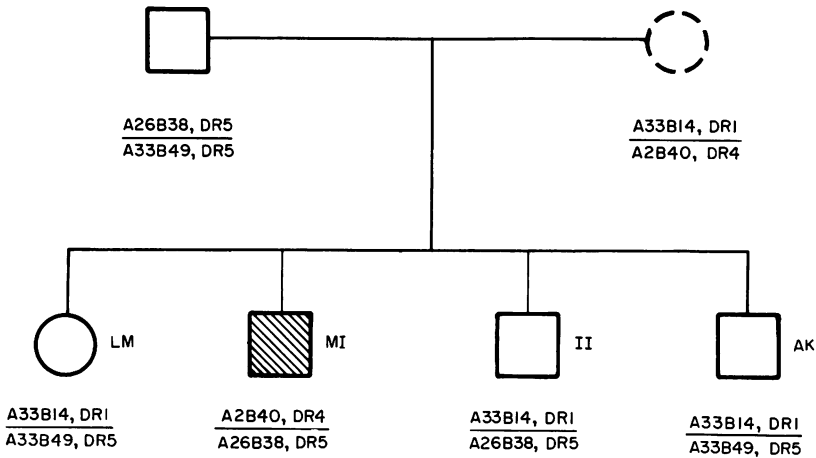 A26B38, DR5
A33B49, DR5
A33B14, DR1
A2B40, DR4
LM
MI
II
AK
A33B14, DR1
A33B49, DR5
A2B40, DR4
A26B38, DR5
A33B14, DR1
A26B38, DR5
A33B14, DR1
A33B49, DR5